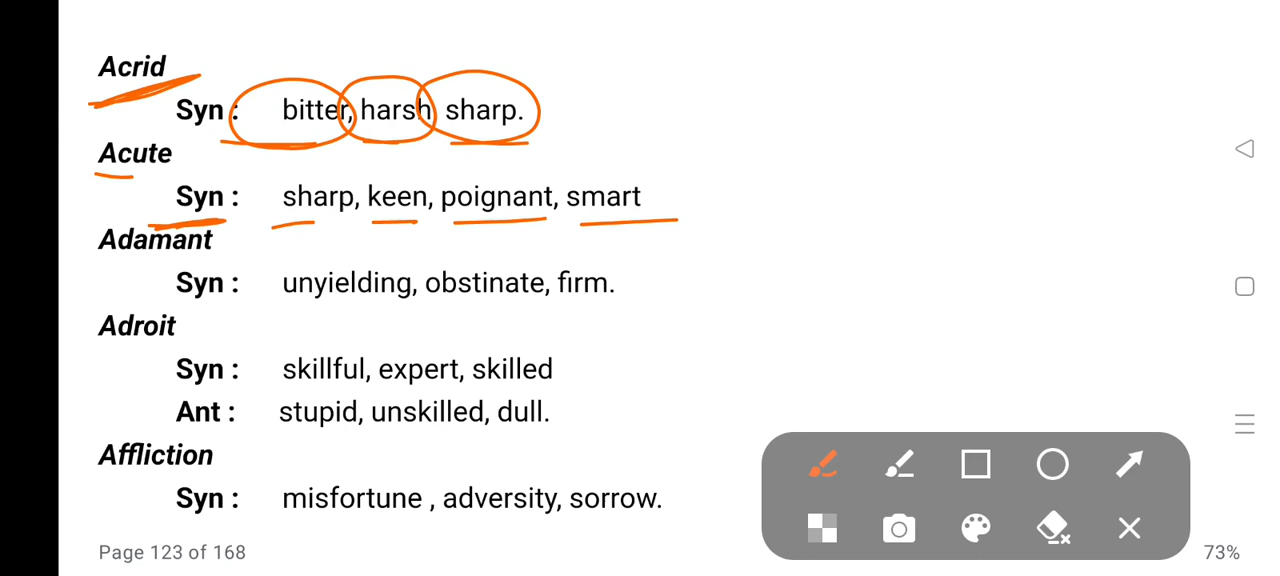 Acrid
Syn : bitter, harsh sharp.
Acute
Syn : sharp, keen, poignant, smart
Adamant
Syn : unyielding, obstinate, firm.
Adroit
Syn : skillful, expert, skilled
Ant : stupid, unskilled, dull.
Affliction
Syn : misfortune , adversity, sorrow.
Page 123 of 168
73%